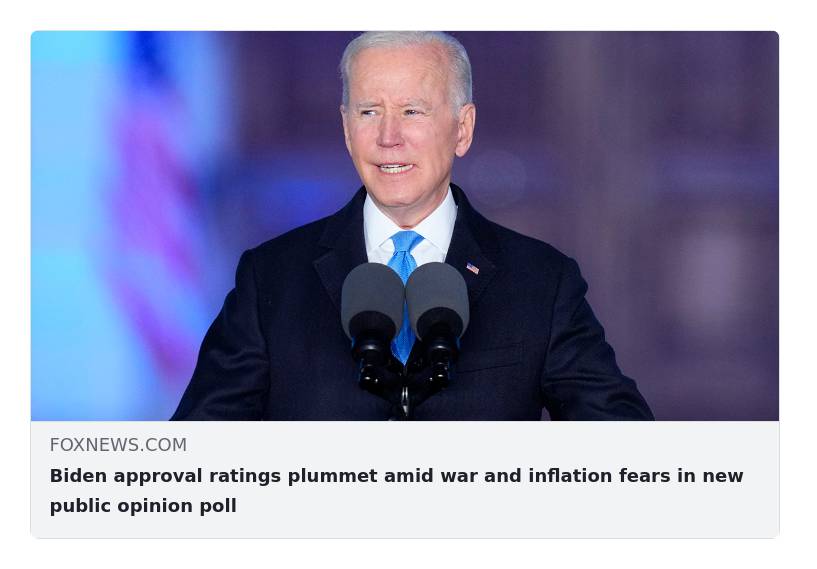 FOXNEWS.COM
Biden approval ratings plummet amid war and inflation fears in new
public opinion poll